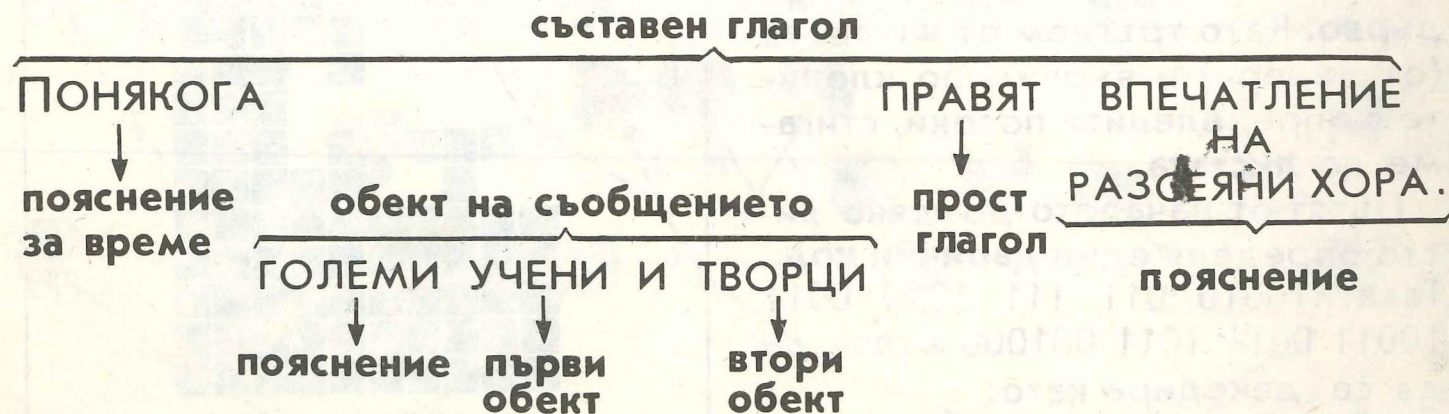 съставен глагол
ПОНЯКОГА ПРАВЯТ ВПЕЧАТЛЕНИЕ
НА
РАЗСЕЯНИ ХОРА.
пояснение
за време
обект на съобщението
прост
глагол
ГОЛЕМИ УЧЕНИ И ТВОРЦИ
пояснение
пояснение първи
обект
втори
обект